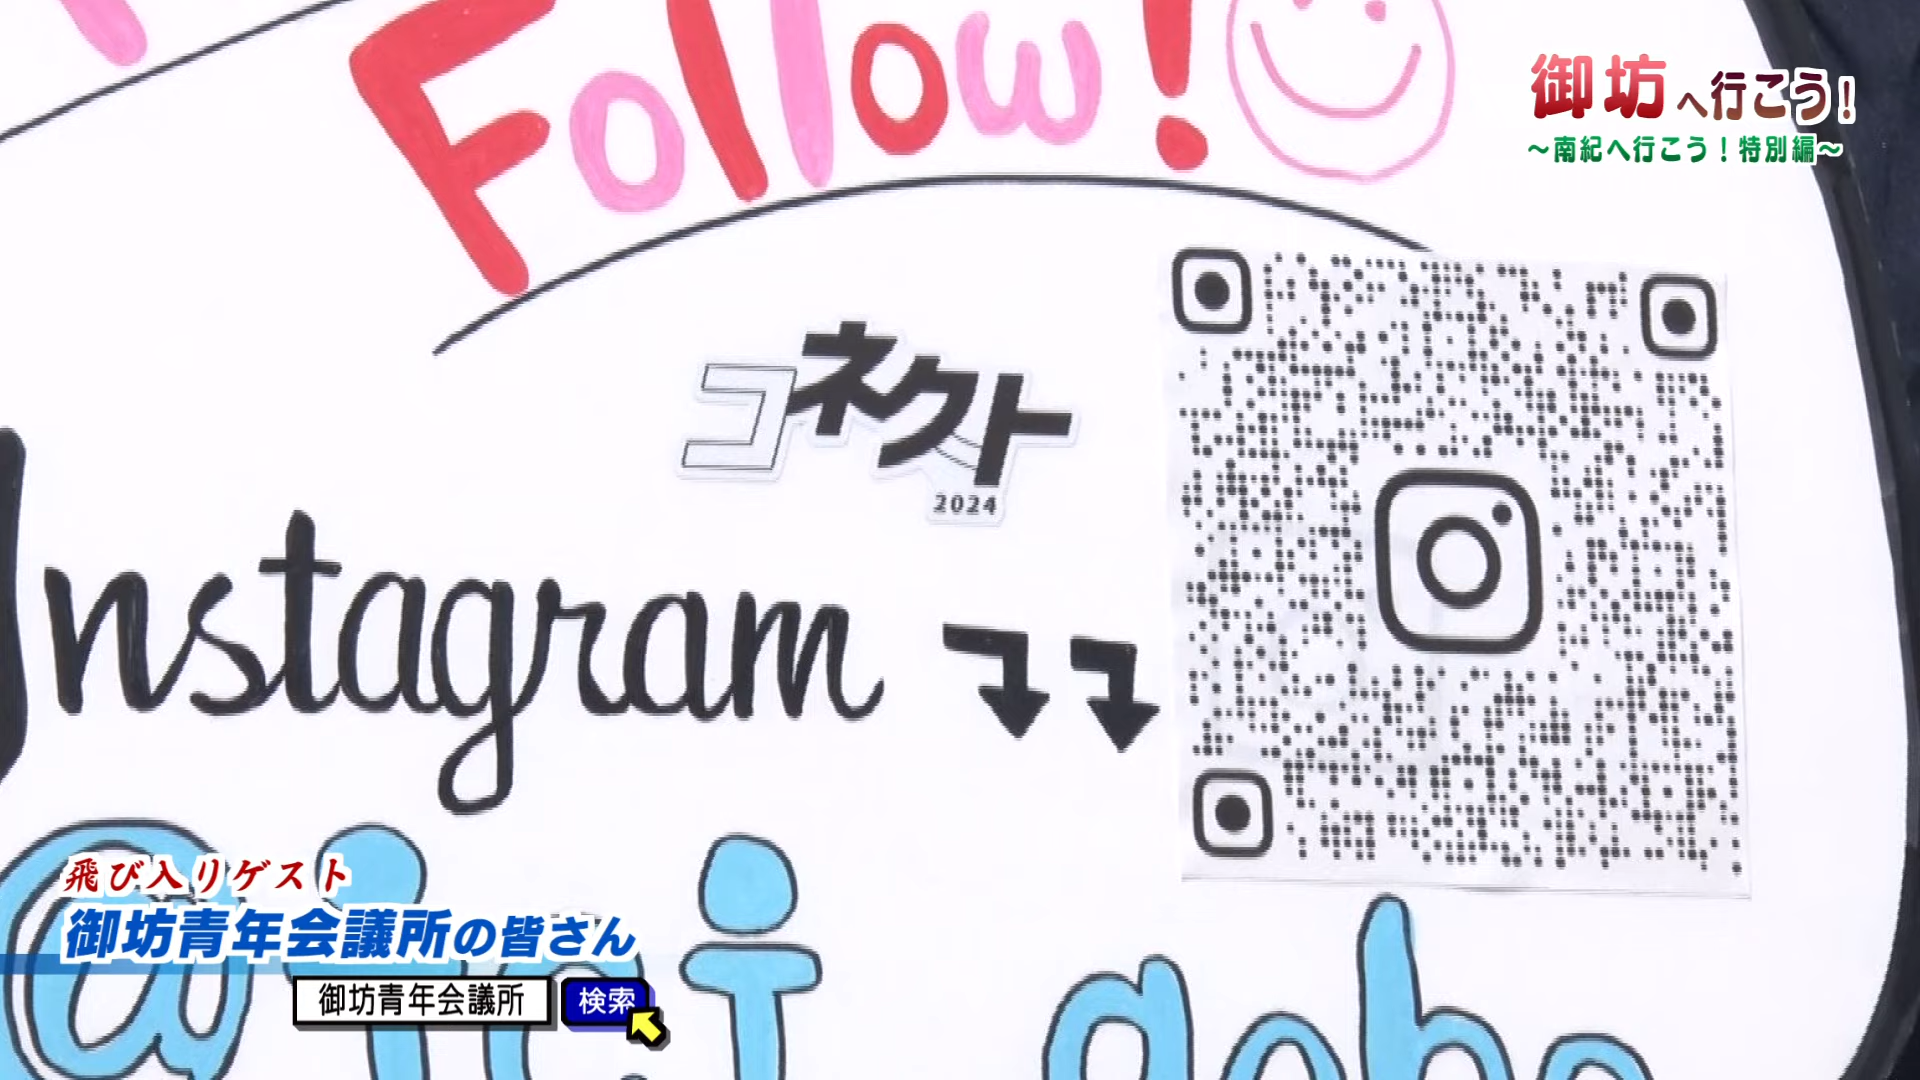 Follow!
御坊へ行こう!
～南紀へ行こう！特別編～
コネクト
2024
Instagram
飛び入りゲスト
御坊青年会議所の皆さん
御坊青年会議所 検索